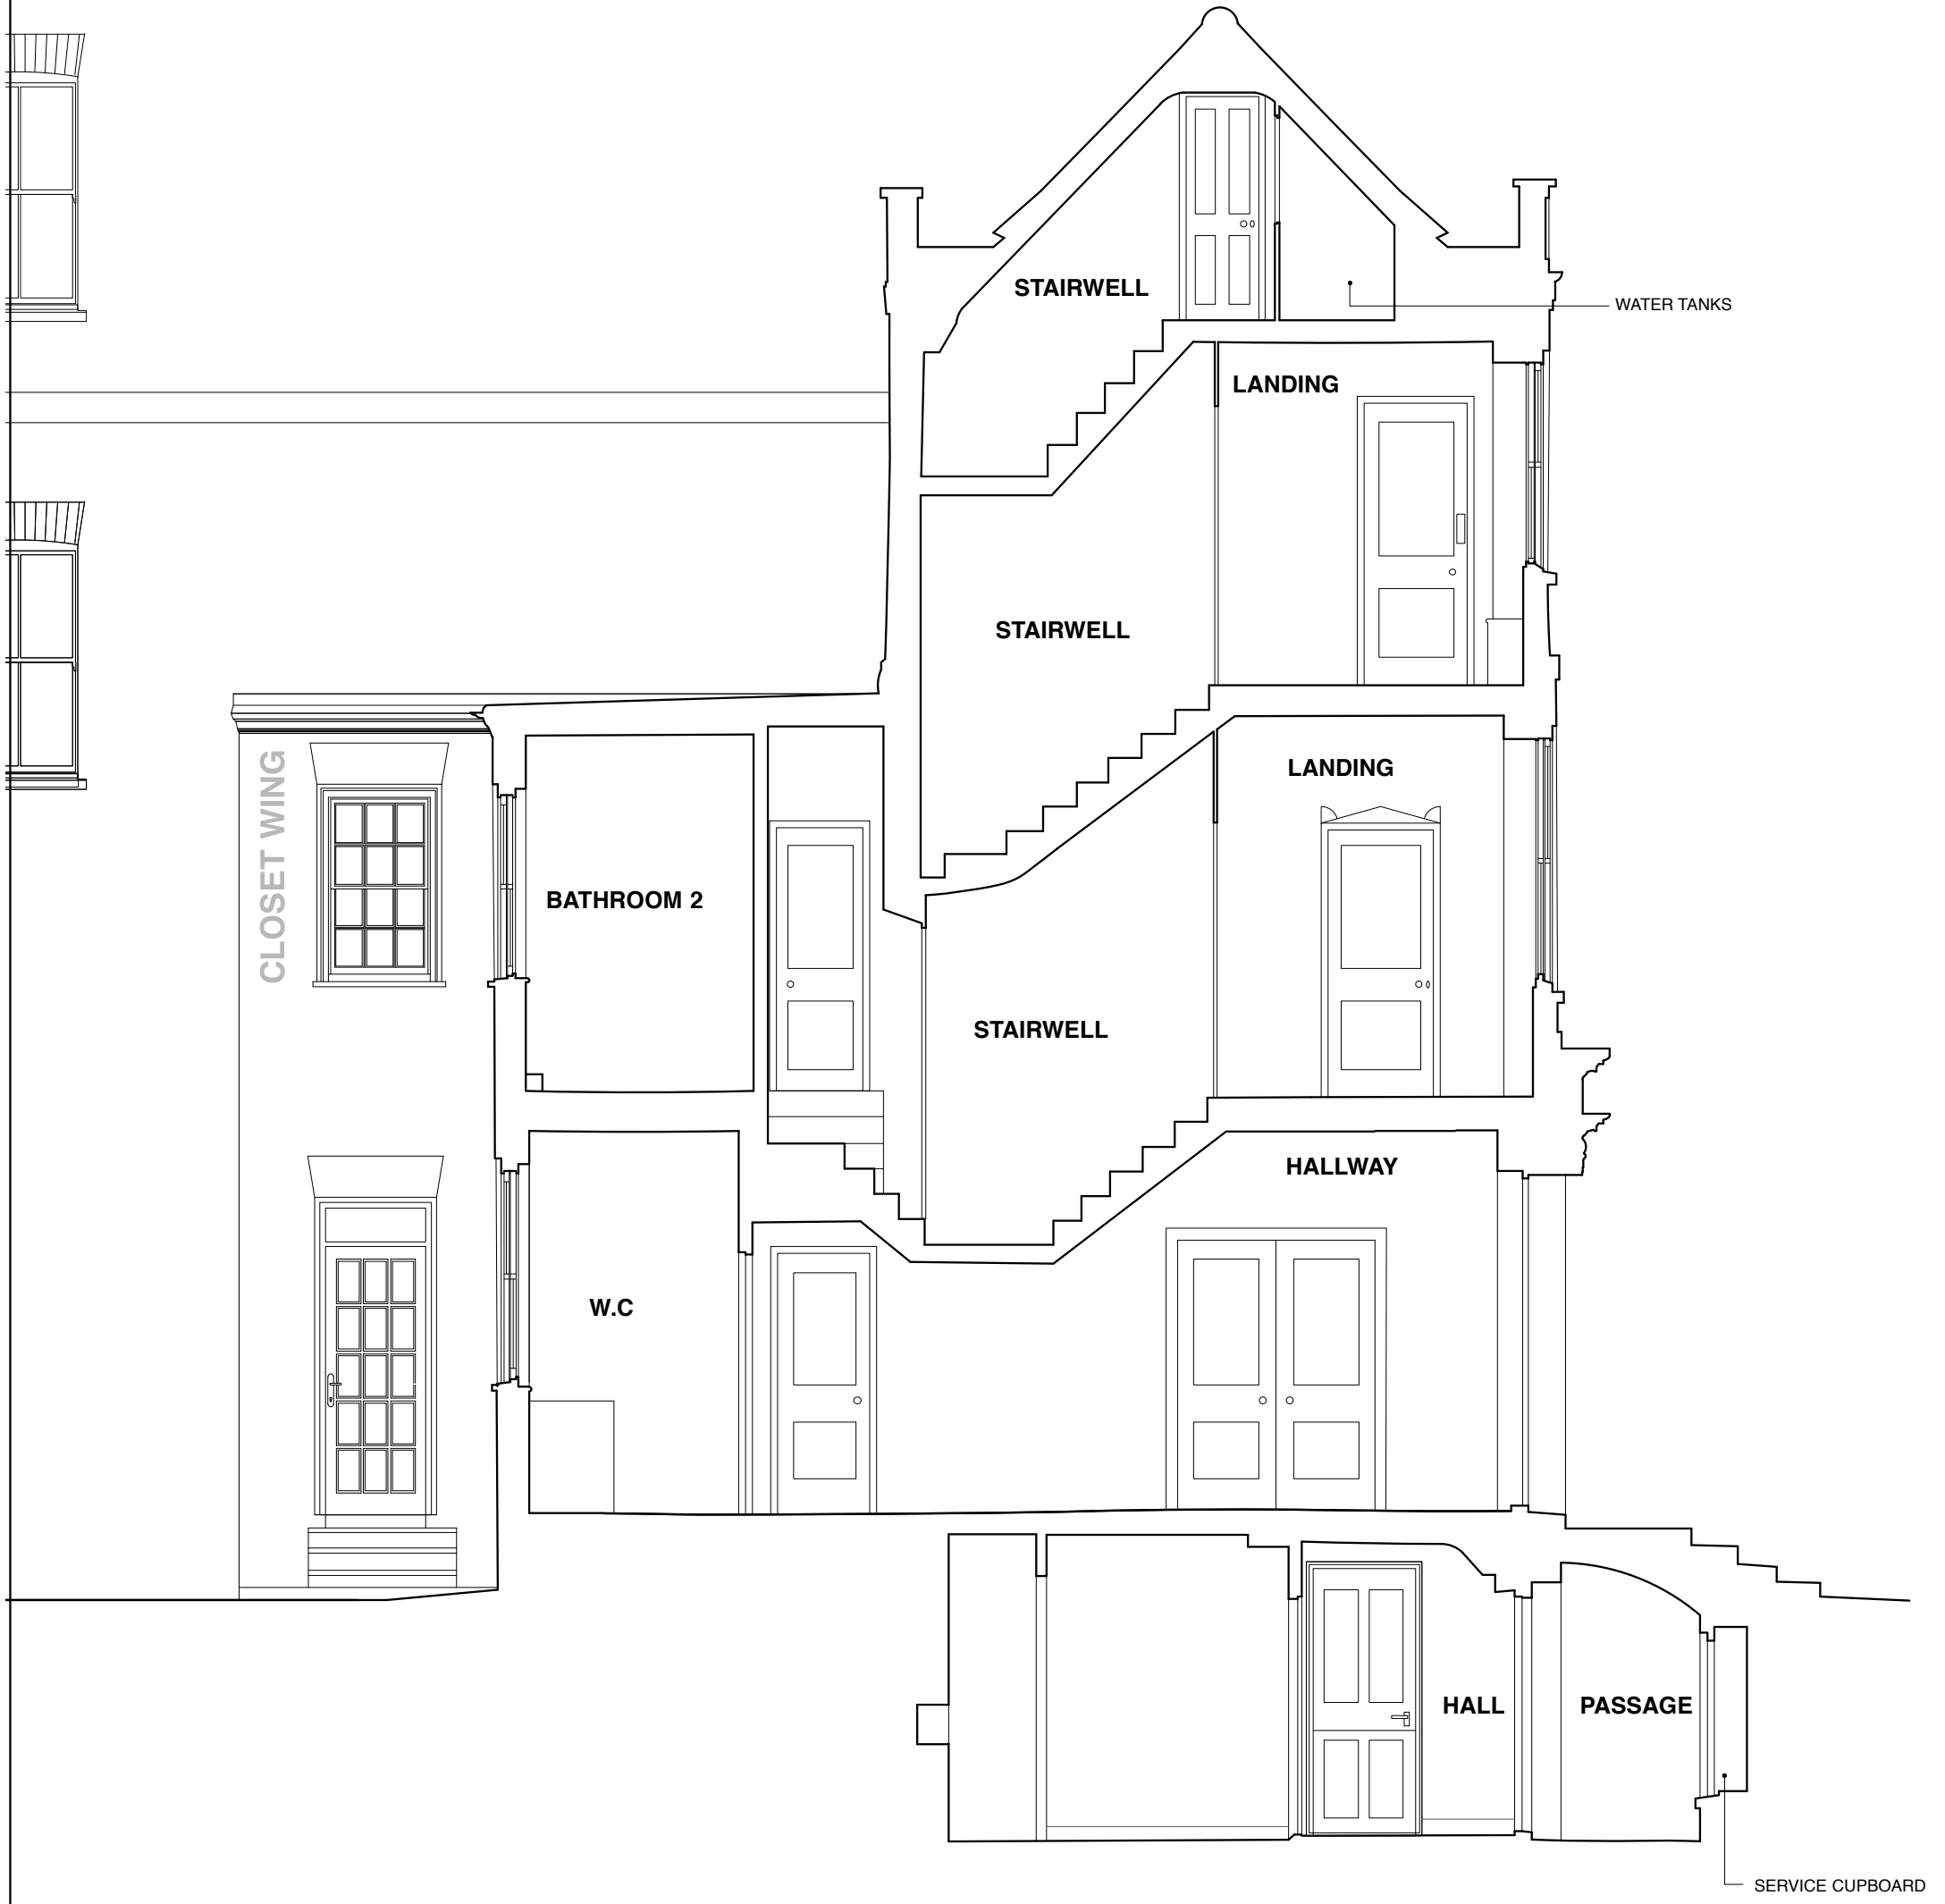 STAIRWELL
WATER TANKS
LANDING
STAIRWELL
CLOSET WING
LANDING
BATHROOM 2
STAIRWELL
HALLWAY
W.C
HALL
PASSAGE
SERVICE CUPBOARD